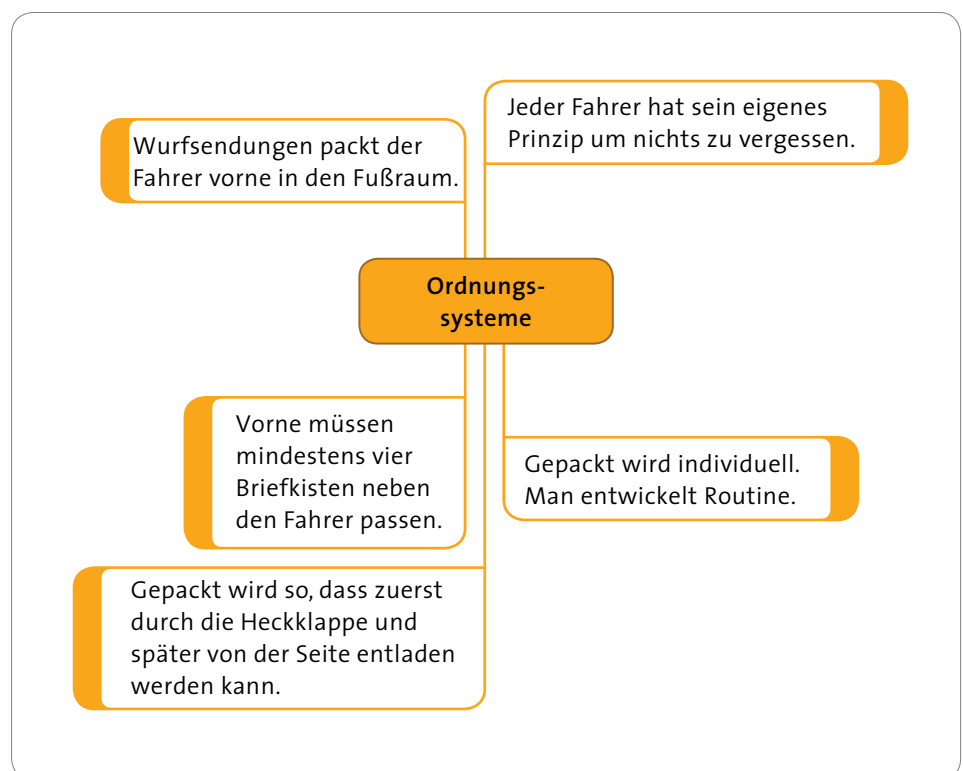 Jeder Fahrer hat sein eigenes
Prinzip um nichts zu vergessen.
Wurfsendungen packt der
Fahrer vorne in den Fußraum.
Ordnungs-
systeme
Vorne müssen
mindestens vier
Briefkisten neben
den Fahrer passen.
Gepackt wird individuell.
Man entwickelt Routine.
Gepackt wird so, dass zuerst
durch die Heckklappe und
später von der Seite entladen
werden kann.